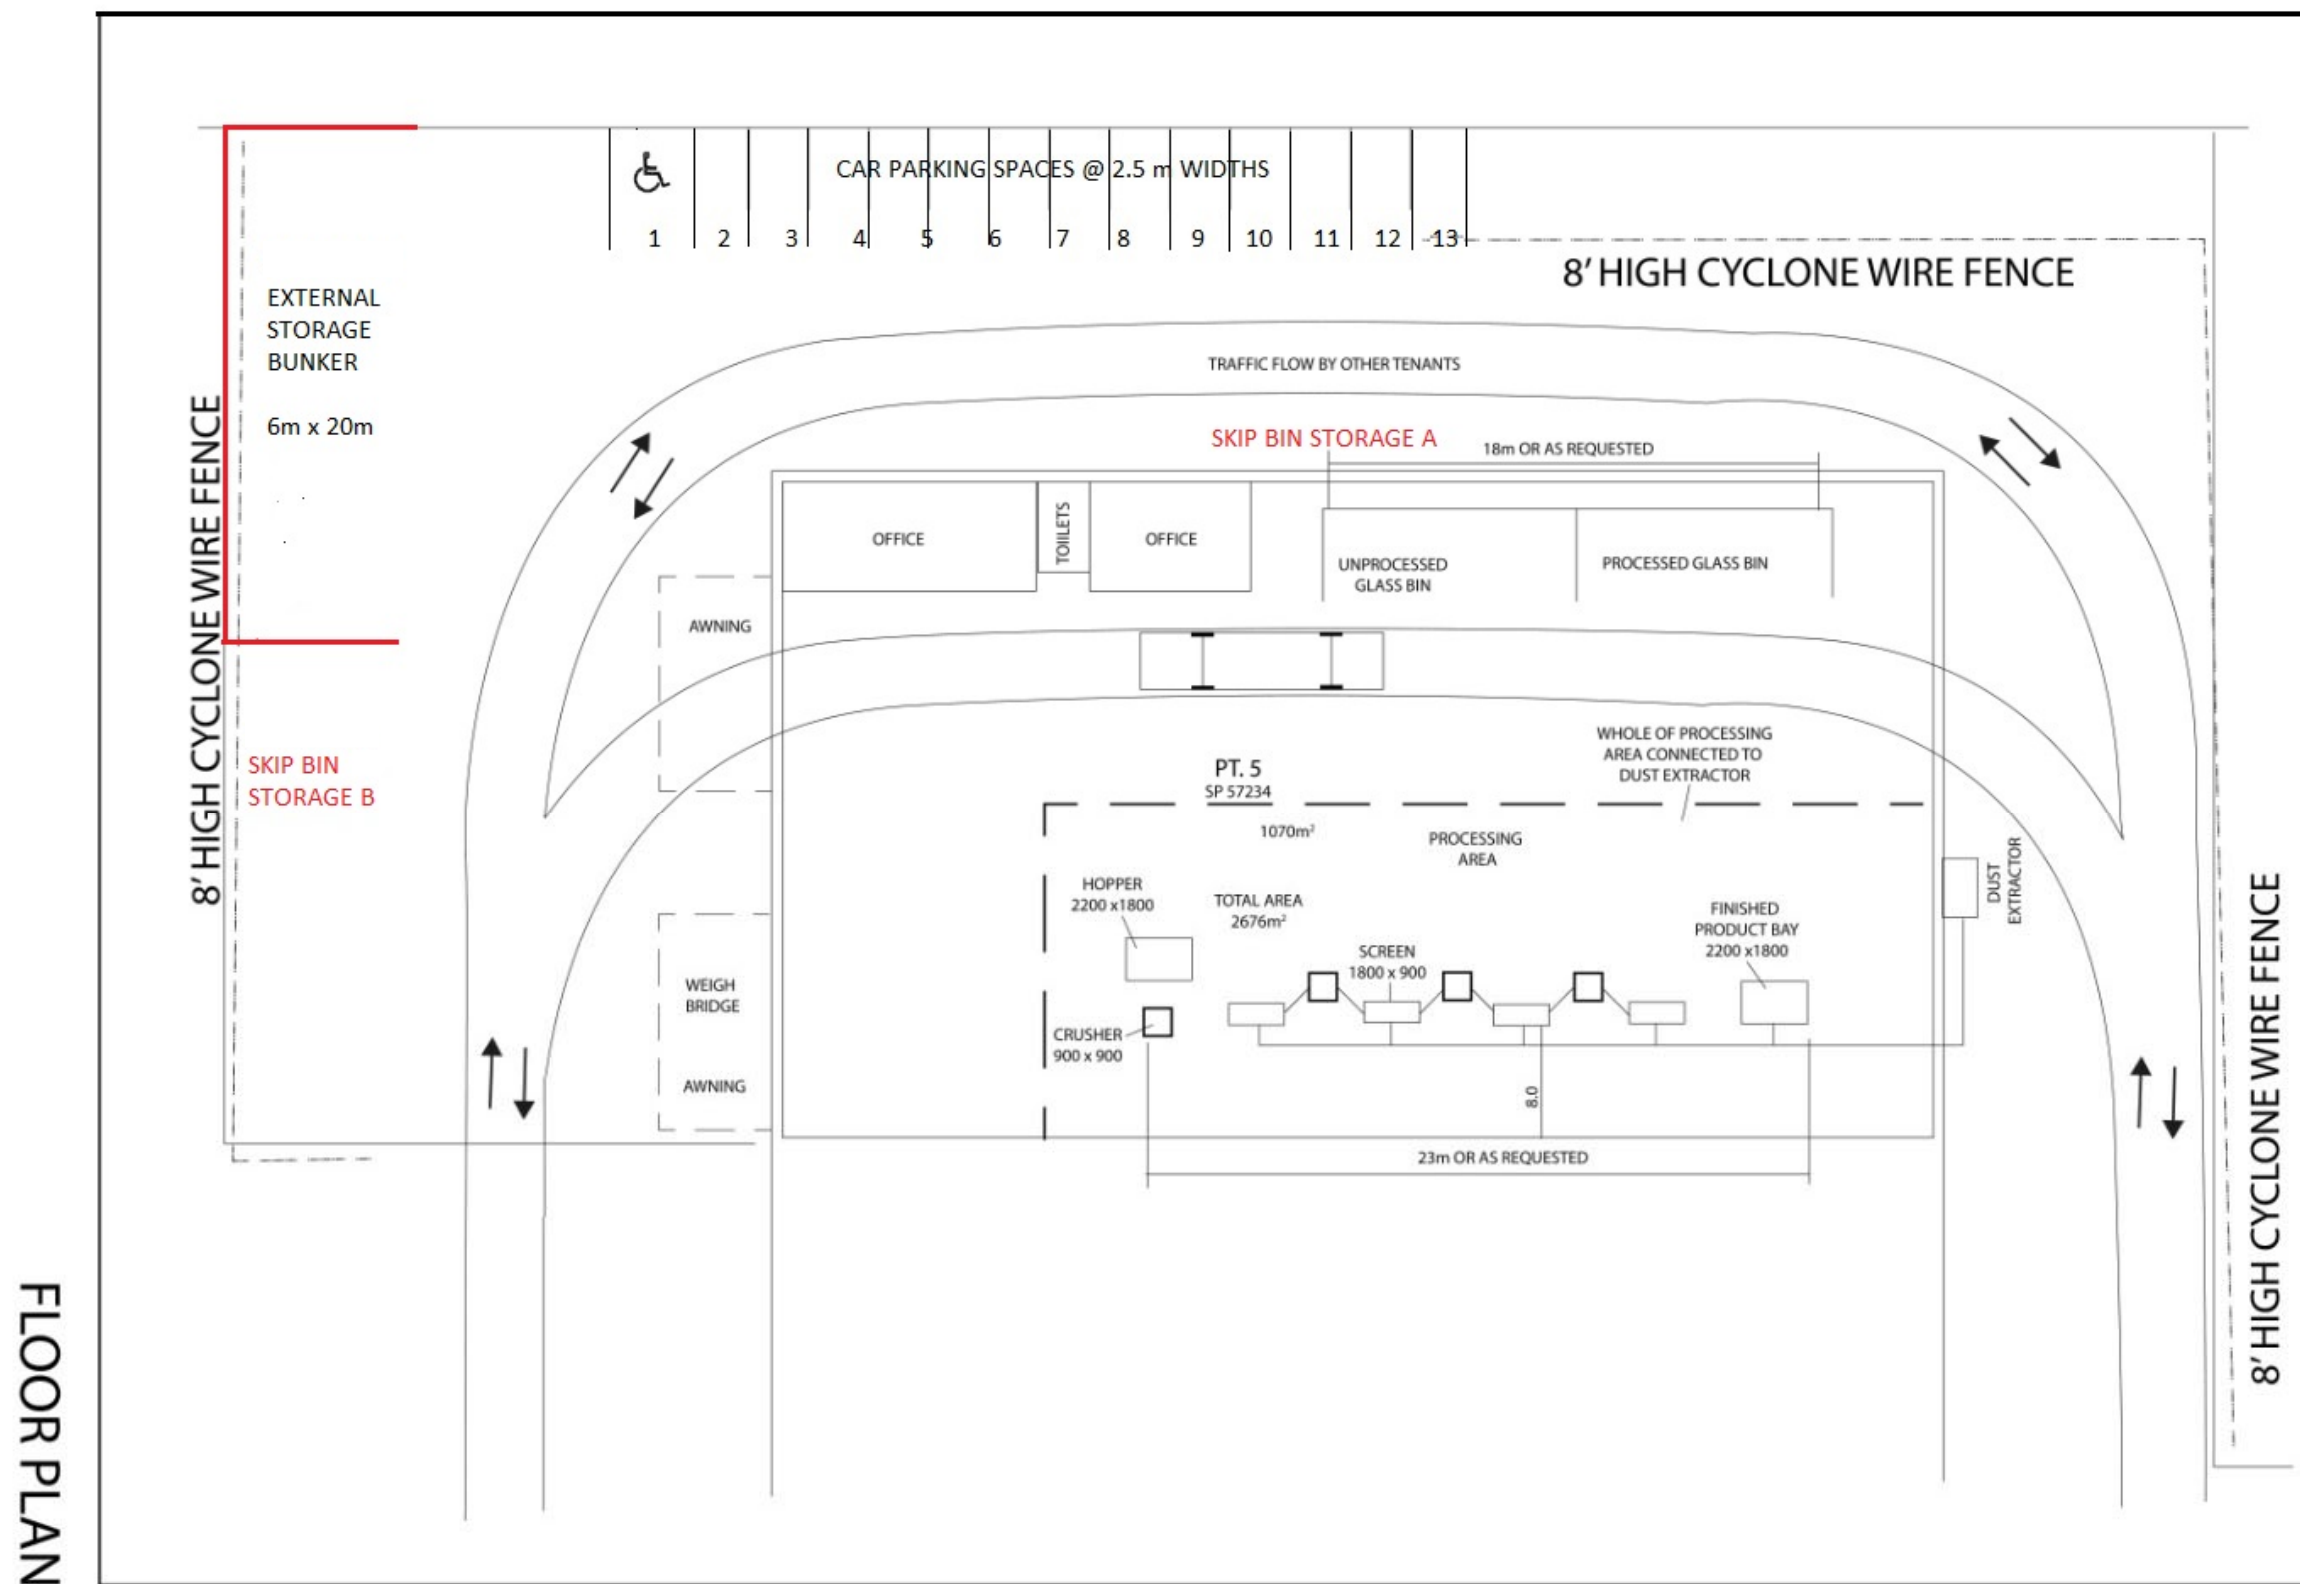 CAR PARKING SPACES @ 2.5 m WIDTHS
1 2 3 4 5 6 7 8 9 10 11 12 13
8' HIGH CYCLONE WIRE FENCE
EXTERNAL
STORAGE
BUNKER
6m x 20m
8' HIGH CYCLONE WIRE FENCE
TRAFFIC FLOW BY OTHER TENANTS
SKIP BIN STORAGE A
18m OR AS REQUESTED
OFFICE
TOIILETS
OFFICE
UNPROCESSED
GLASS BIN
PROCESSED GLASS BIN
AWNING
SKIP BIN
STORAGE B
PT. 5
SP 57234
WHOLE OF PROCESSING
AREA CONNECTED TO
DUST EXTRACTOR
1070m²
PROCESSING
AREA
HOPPER
2200 x1800
TOTAL AREA
2676m²
SCREEN
1800 x 900
FINISHED
PRODUCT BAY
2200 x1800
DUST
EXTRACTOR
WEIGH
BRIDGE
CRUSHER
900 x 900
AWNING
8.0
23m OR AS REQUESTED
8' HIGH CYCLONE WIRE FENCE
FLOOR PLAN